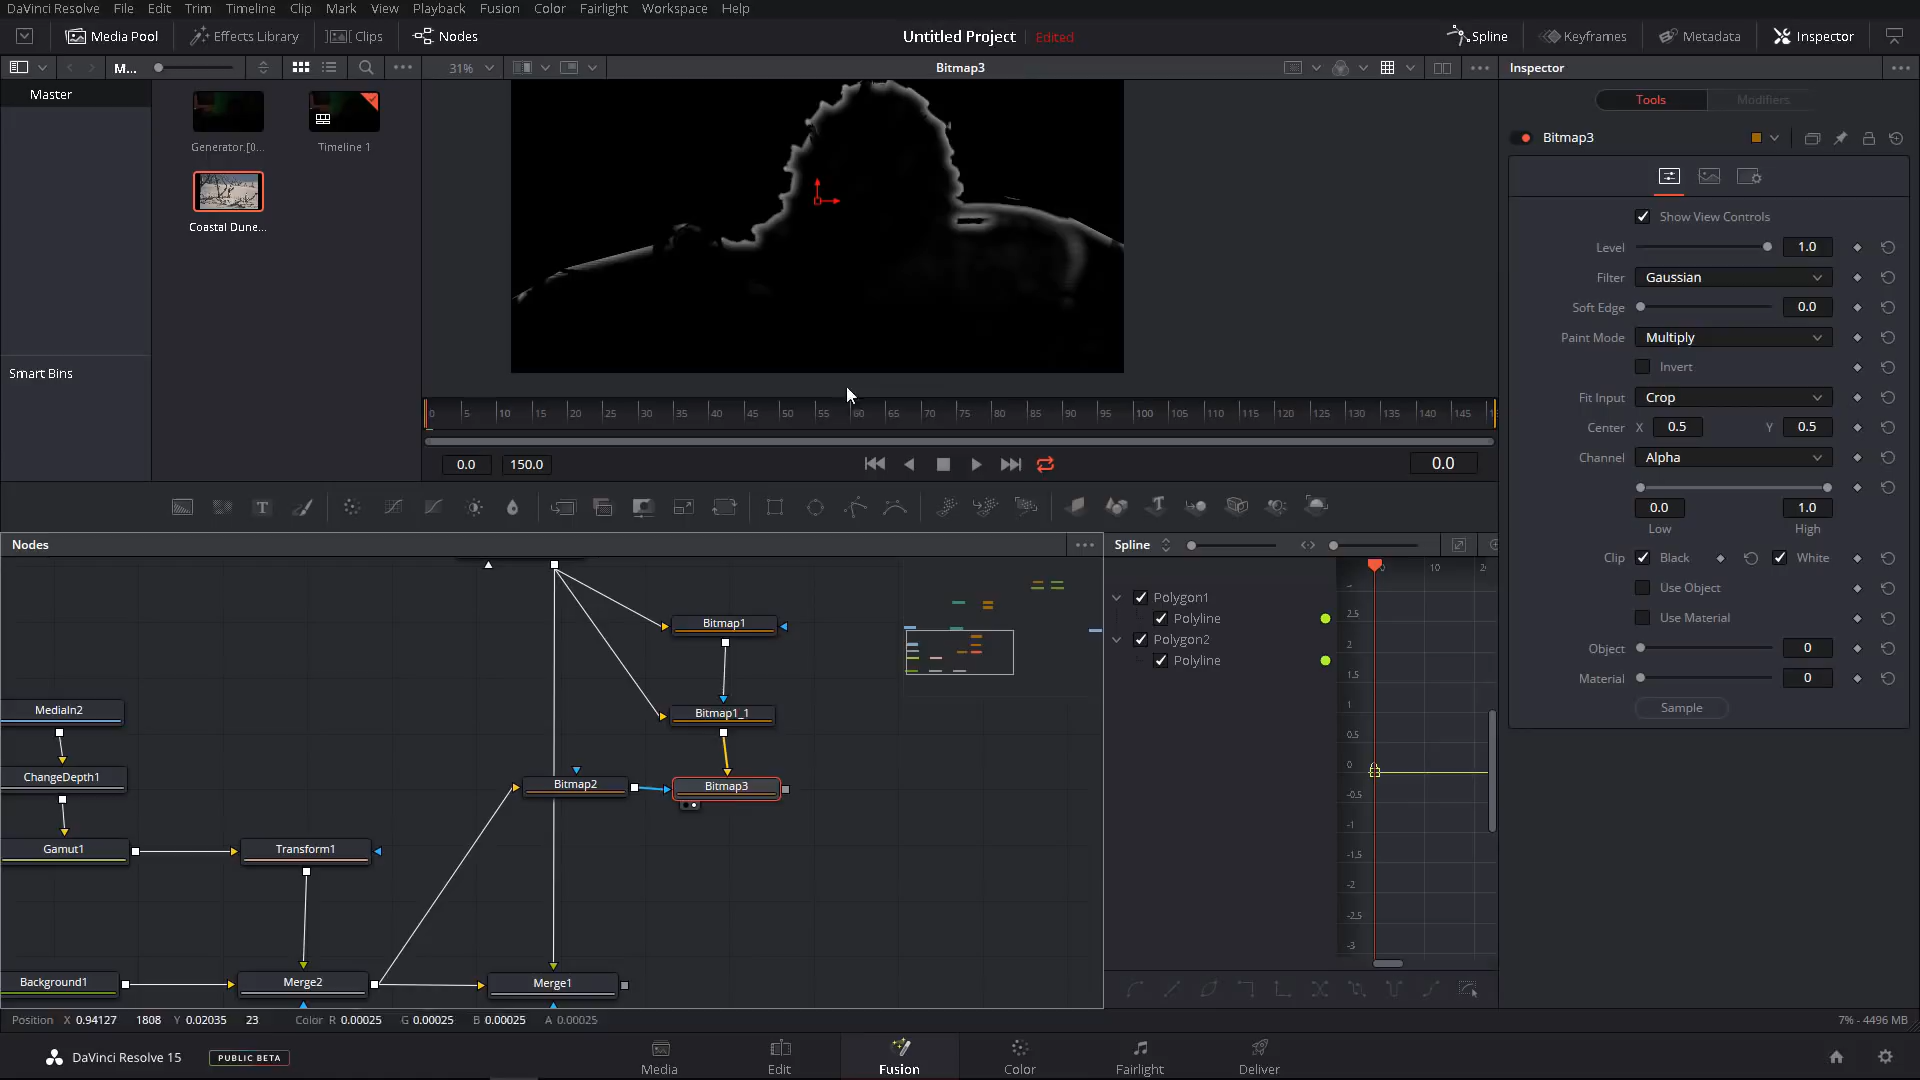 DaVinci Resolve File Edit Trim Timeline Clip Mark View Playback Fusion Color Fairlight Workspace Help
Media Pool Effects Library Clips Nodes Untitled Project Edited Spline Keyframes Metadata Inspector
M... 31% Bitmap3 Inspector
Master
Tools Modifiers
Generator.[0... Timeline 1
Bitmap3
Coastal Dune...
Show View Controls
Level 1.0
Filter Gaussian
Soft Edge 0.0
Paint Mode Multiply
Invert
Smart Bins
Fit Input Crop
0 5 10 15 20 25 30 35 40 45 50 55 60 65 70 75 80 85 90 95 100 105 110 115 120 125 130 135 140 145
Center X 0.5 Y 0.5
Channel Alpha
0.0 150.0 0.0
0.0 1.0
Low High
Nodes Spline
Clip Black White
10
Use Object
Polygon1
2.5
Polyline
Use Material
Bitmap1
Polygon2
2
Object 0
Polyline
1.5
Material 0
MediaIn2 Bitmap1_1
1
Sample
0.5
0
ChangeDepth1 Bitmap2 Bitmap3
-0.5
-1
Gamut1 Transform1
-1.5
-2
-2.5
-3
Background1 Merge2 Merge1
Position X 0.94127 1808 Y 0.02035 23 Color R 0.00025 G 0.00025 B 0.00025 A 0.00025 7% - 4496 MB
DaVinci Resolve 15 PUBLIC BETA
Media Edit Fusion Color Fairlight Deliver